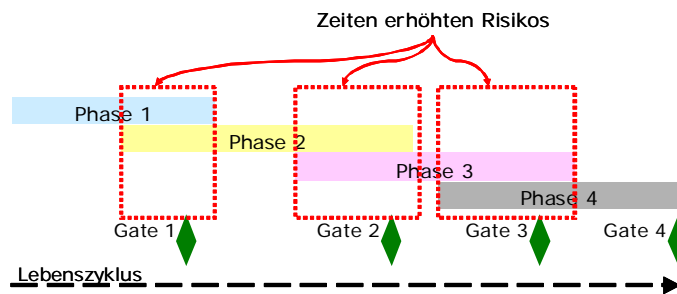 Zeiten erhöhten Risikos
Phase 1
Phase 2
Phase 3
Phase 4
Gate 1
Gate 2
Gate 3
Gate 4
Lebenszyklus